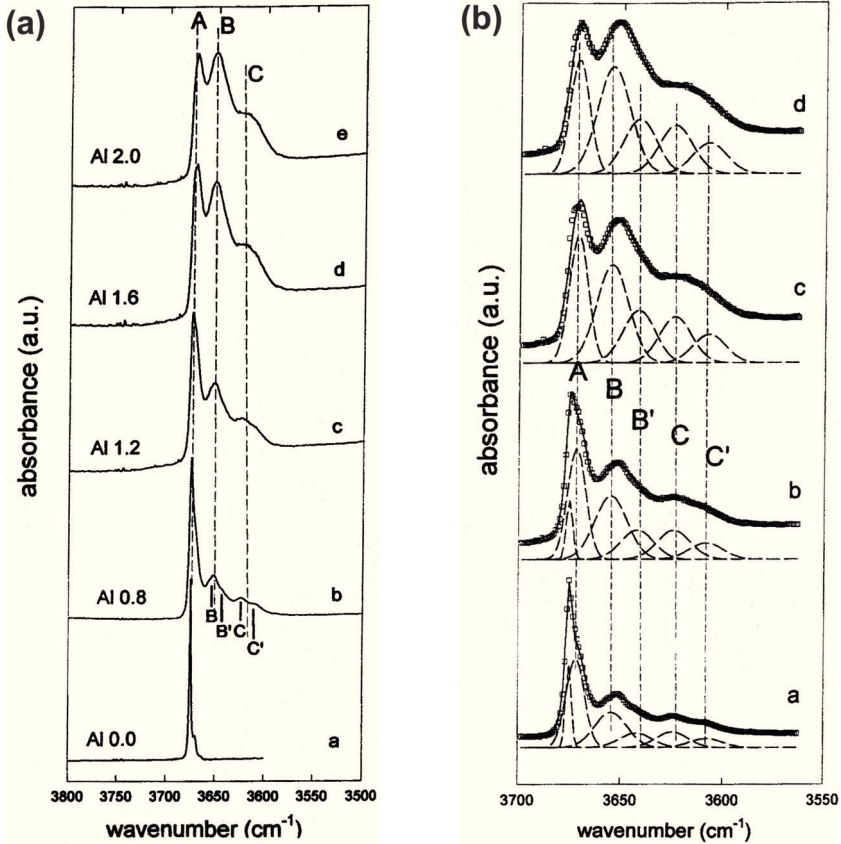 (a)
A
B
C
Al 2.0
e
Al 1.6
d
Al 1.2
c
Al 0.8
b
B
B'
C
C'
Al 0.0
a
absorbance (a.u.)
3800 3750 3700 3650 3600 3550 3500
wavenumber (cm⁻¹)
(b)
d
c
A
B
B'
C
C'
b
a
absorbance (a.u.)
3700 3650 3600 3550
wavenumber (cm⁻¹)